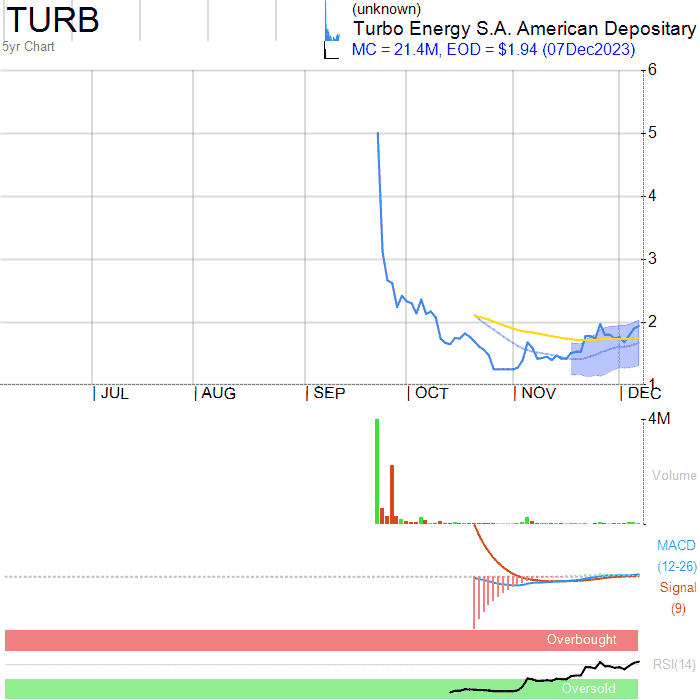 TURB
5yr Chart
(unknown)
Turbo Energy S.A. American Depositary
MC = 21.4M, EOD = $1.94 (07Dec2023)
6
5
4
3
2
1
JUL AUG SEP OCT NOV DEC
4M
Volume
MACD
(12-26)
Signal
(9)
Overbought
RSI(14)
Oversold